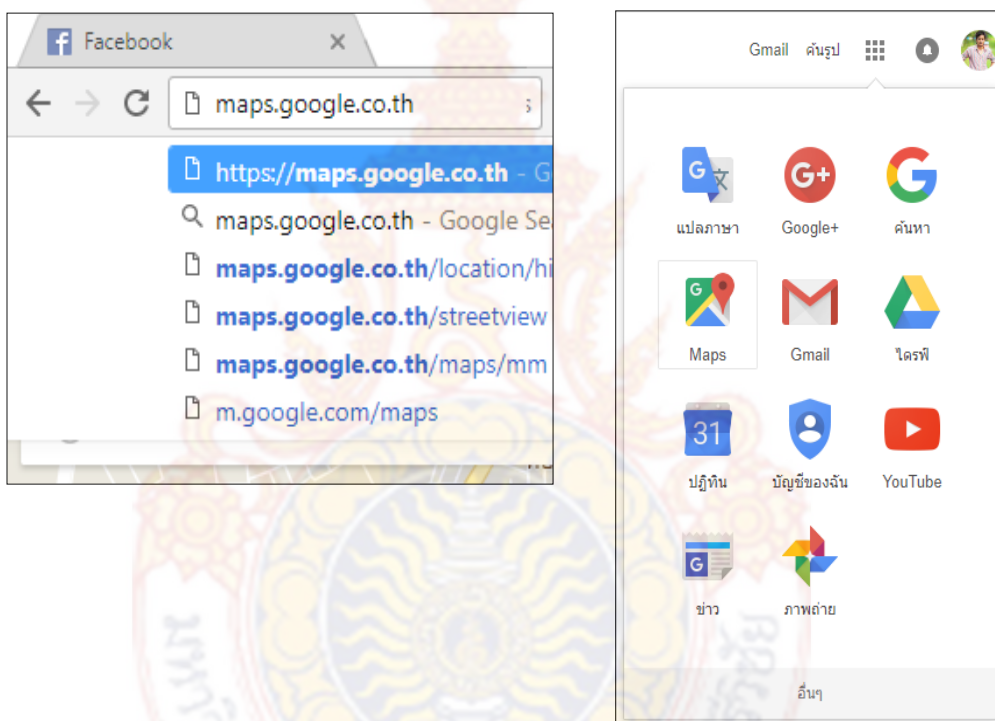 Facebook
maps.google.co.th
https://maps.google.co.th - G
maps.google.co.th - Google Se
maps.google.co.th/location/hi
maps.google.co.th/streetview
maps.google.co.th/maps/mm
m.google.com/maps
Gmail ค้นรูป
แปลภาษา Google+ ค้นหา
Maps Gmail ไดรฟ์
31
ปฏิทิน บัญชีของฉัน YouTube
ข่าว ภาพถ่าย
อื่นๆ